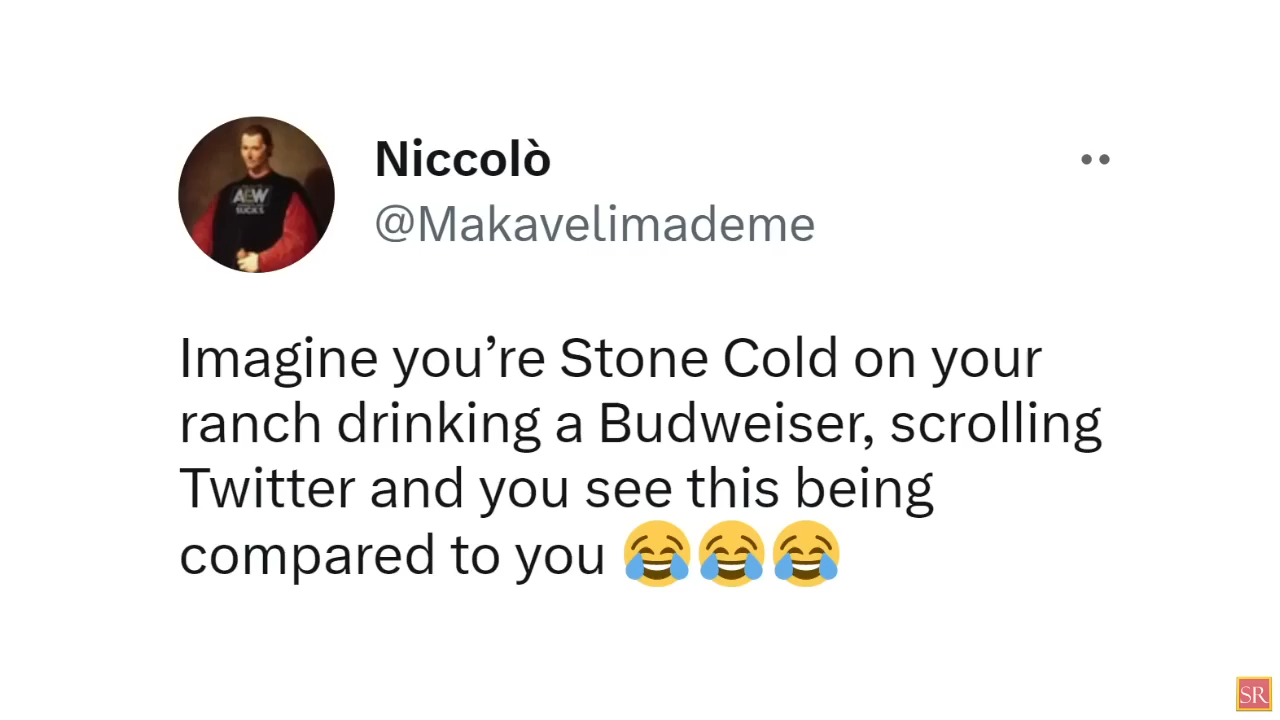 Niccolò
@Makavelimademe
AEW
SUCKS
Imagine you’re Stone Cold on your
ranch drinking a Budweiser, scrolling
Twitter and you see this being
compared to you 😂😂😂
SR